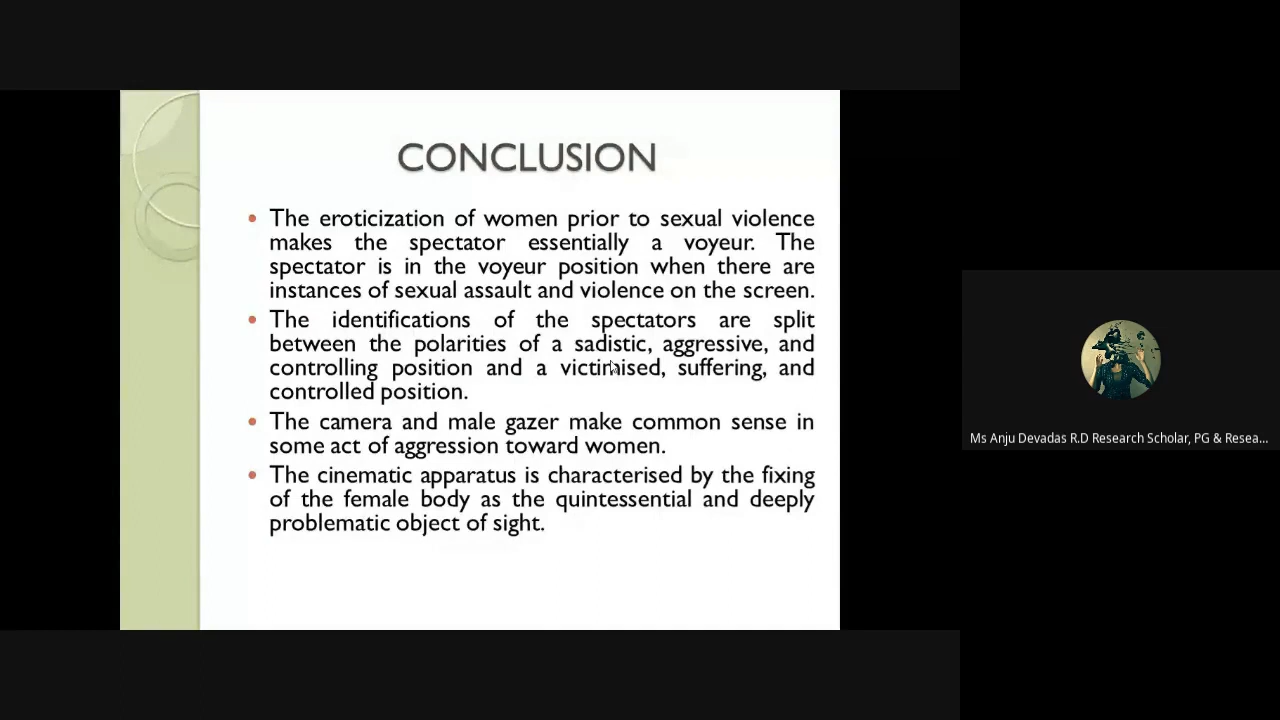 CONCLUSION
• The eroticization of women prior to sexual violence
makes the spectator essentially a voyeur. The
spectator is in the voyeur position when there are
instances of sexual assault and violence on the screen.
• The identifications of the spectators are split
between the polarities of a sadistic, aggressive, and
controlling position and a victimised, suffering, and
controlled position.
• The camera and male gazer make common sense in
some act of aggression toward women.
• The cinematic apparatus is characterised by the fixing
of the female body as the quintessential and deeply
problematic object of sight.
Ms Anju Devadas R.D Research Scholar, PG & Resea...